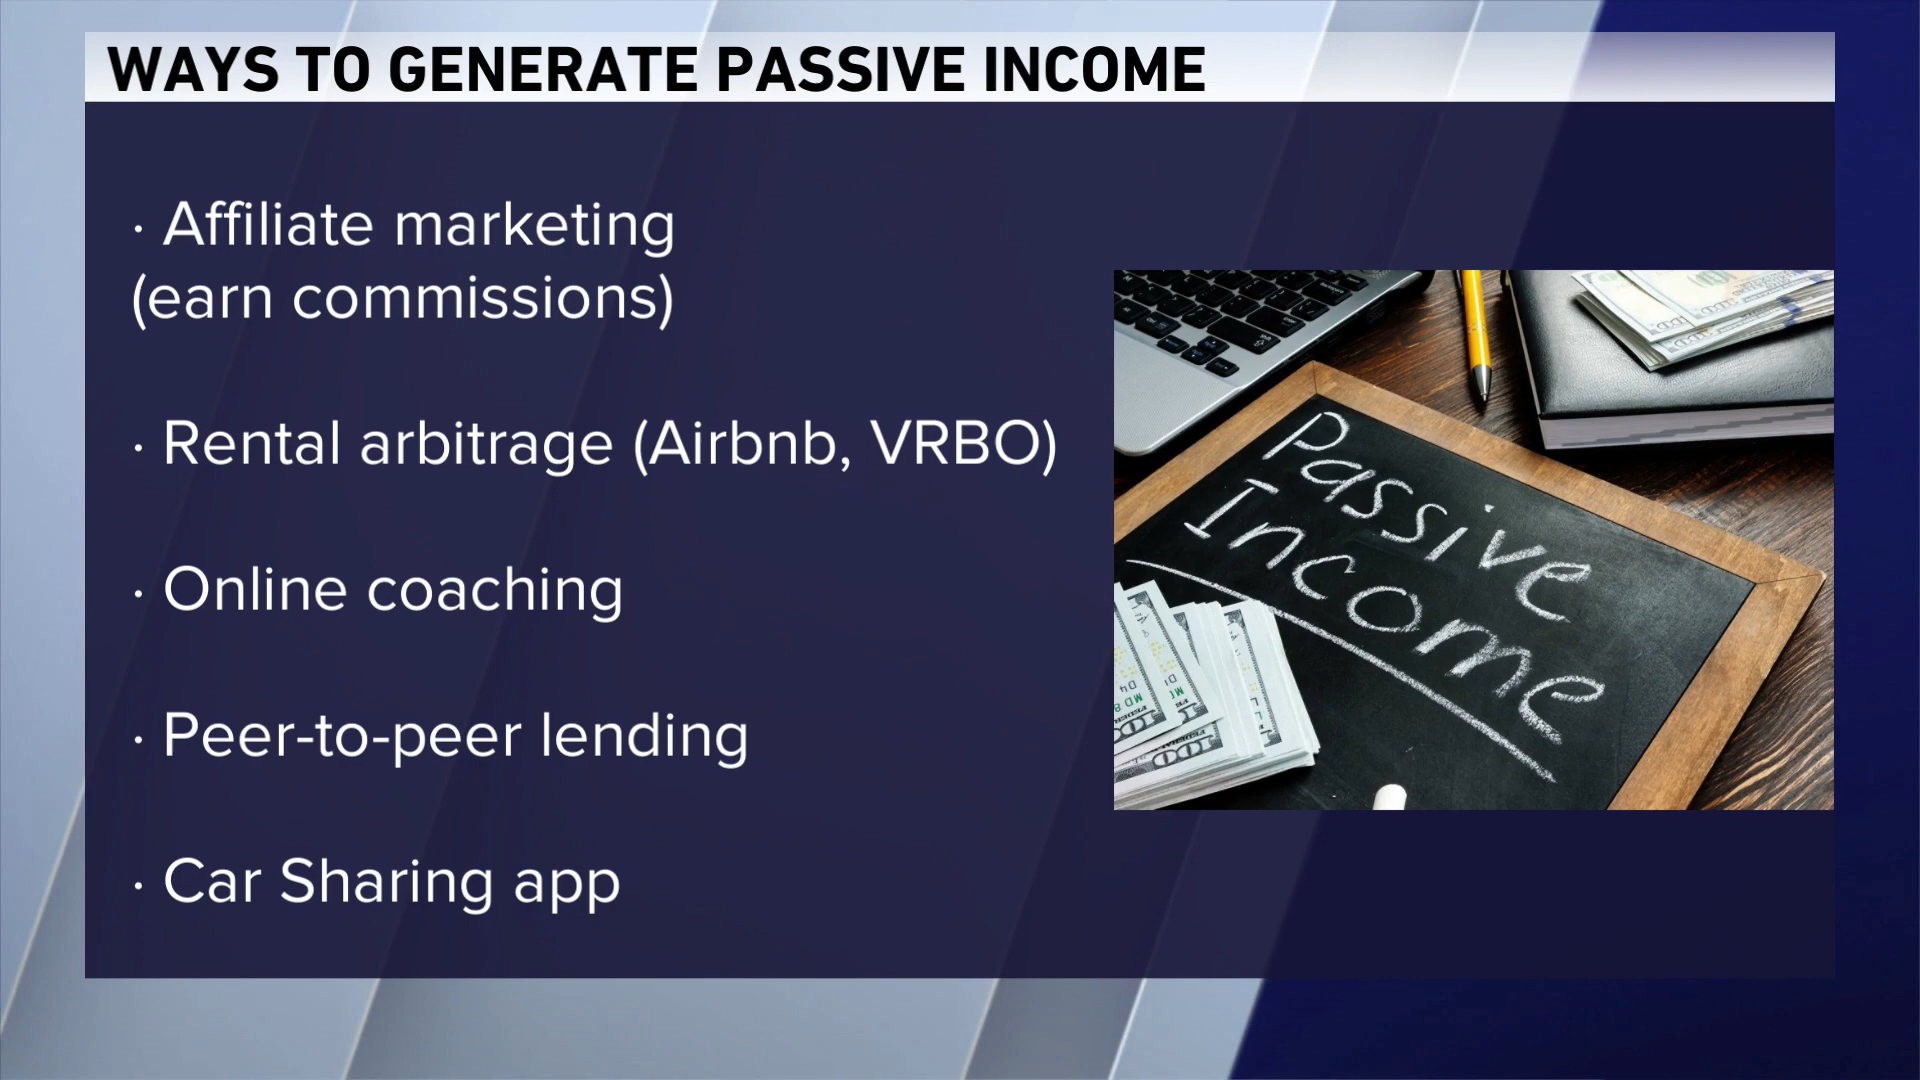 WAYS TO GENERATE PASSIVE INCOME
· Affiliate marketing
(earn commissions)
· Rental arbitrage (Airbnb, VRBO)
· Online coaching
· Peer-to-peer lending
· Car Sharing app
Passive
Income